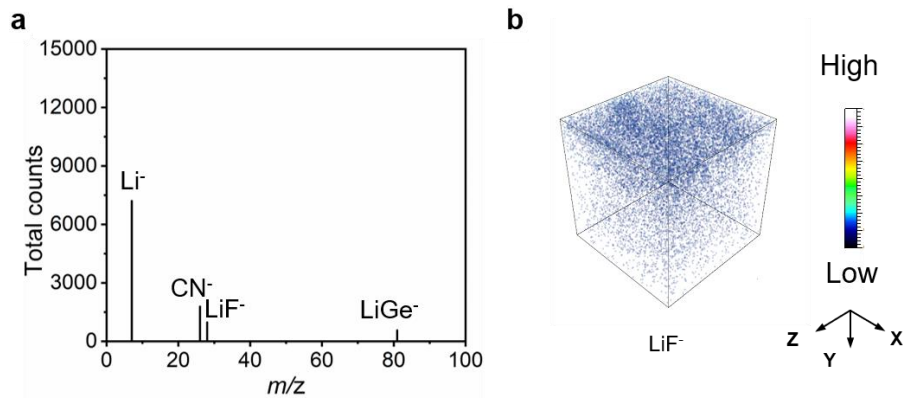 a
15000
12000
9000
6000
3000
0
Total counts
Li-
CN-
LiF-
LiGe-
0 20 40 60 80 100
m/z
b
High
Low
LiF-
Z
Y
X